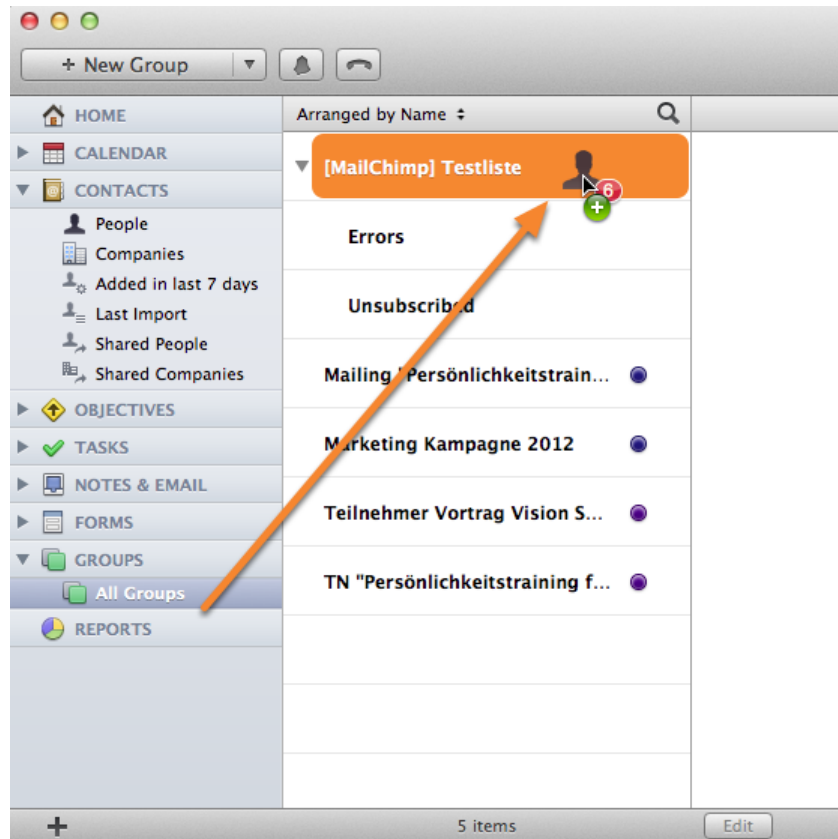 + New Group
HOME
CALENDAR
CONTACTS
People
Companies
Added in last 7 days
Last Import
Shared People
Shared Companies
OBJECTIVES
TASKS
NOTES & EMAIL
FORMS
GROUPS
All Groups
REPORTS
Arranged by Name
[MailChimp] Testliste
6
Errors
Unsubscribed
Mailing "Persönlichkeitstrain...
Marketing Kampagne 2012
Teilnehmer Vortrag Vision S...
TN "Persönlichkeitstraining f...
5 items
Edit